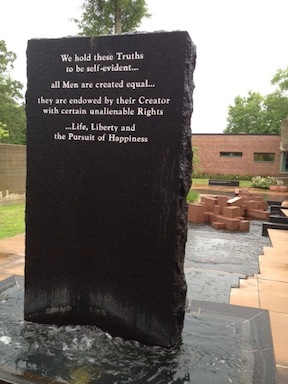 We hold these Truths
to be self-evident...
all Men are created equal...
they are endowed by their Creator
with certain unalienable Rights
...Life, Liberty and
the Pursuit of Happiness